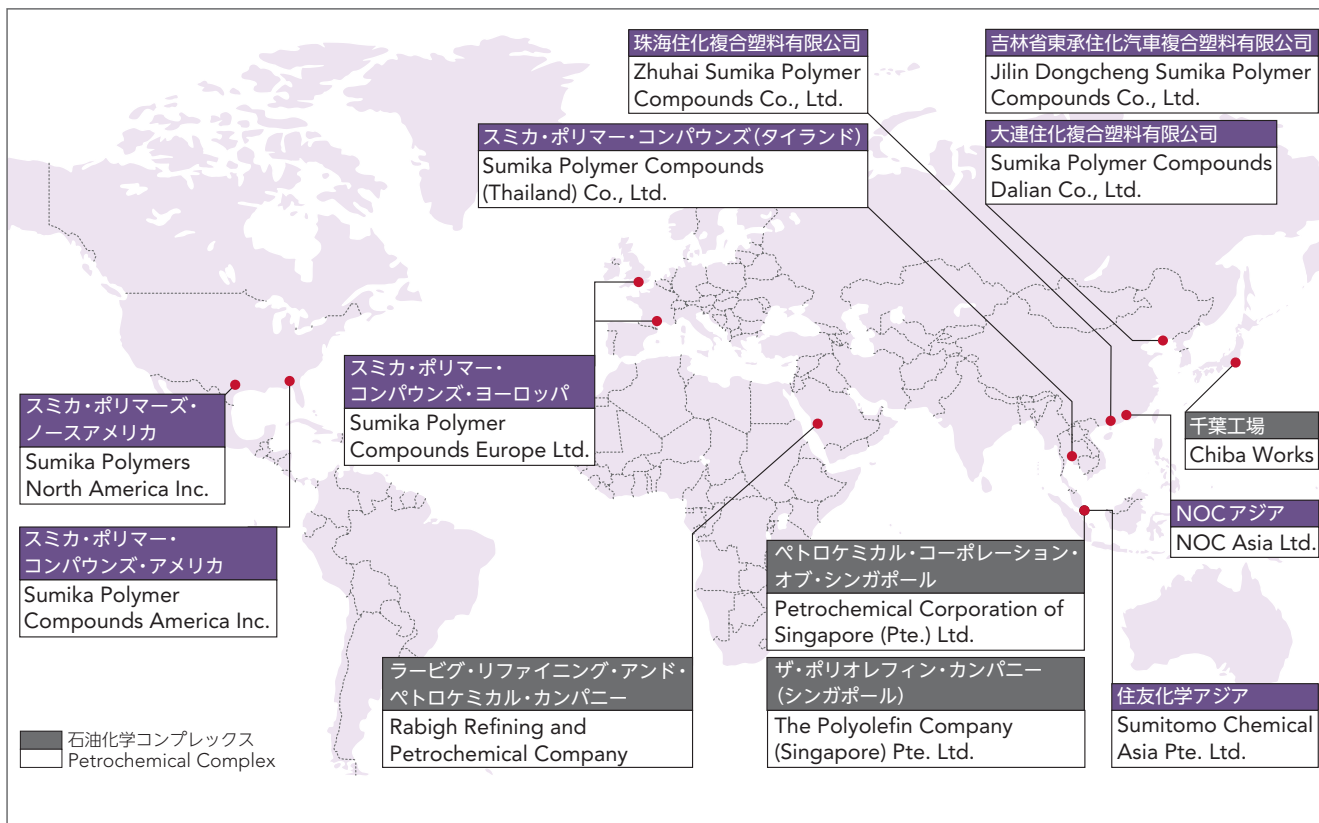 珠海住化複合塑料有限公司
Zhuhai Sumika Polymer
Compounds Co., Ltd.
吉林省東承住化汽車複合塑料有限公司
Jilin Dongcheng Sumika Polymer
Compounds Co., Ltd.
スミカ・ポリマー・コンパウンズ(タイランド)
Sumika Polymer Compounds
(Thailand) Co., Ltd.
大連住化複合塑料有限公司
Sumika Polymer Compounds
Dalian Co., Ltd.
スミカ・ポリマー・
コンパウンズ・ヨーロッパ
Sumika Polymer
Compounds Europe Ltd.
スミカ・ポリマーズ・
ノースアメリカ
Sumika Polymers
North America Inc.
千葉工場
Chiba Works
NOCアジア
NOC Asia Ltd.
スミカ・ポリマー・
コンパウンズ・アメリカ
Sumika Polymer
Compounds America Inc.
ペトロケミカル・コーポレーション・
オブ・シンガポール
Petrochemical Corporation of
Singapore (Pte.) Ltd.
ラービグ・リファイニング・アンド・
ペトロケミカル・カンパニー
Rabigh Refining and
Petrochemical Company
ザ・ポリオレフィン・カンパニー
(シンガポール)
The Polyolefin Company
(Singapore) Pte. Ltd.
住友化学アジア
Sumitomo Chemical
Asia Pte. Ltd.
石油化学コンプレックス
Petrochemical Complex